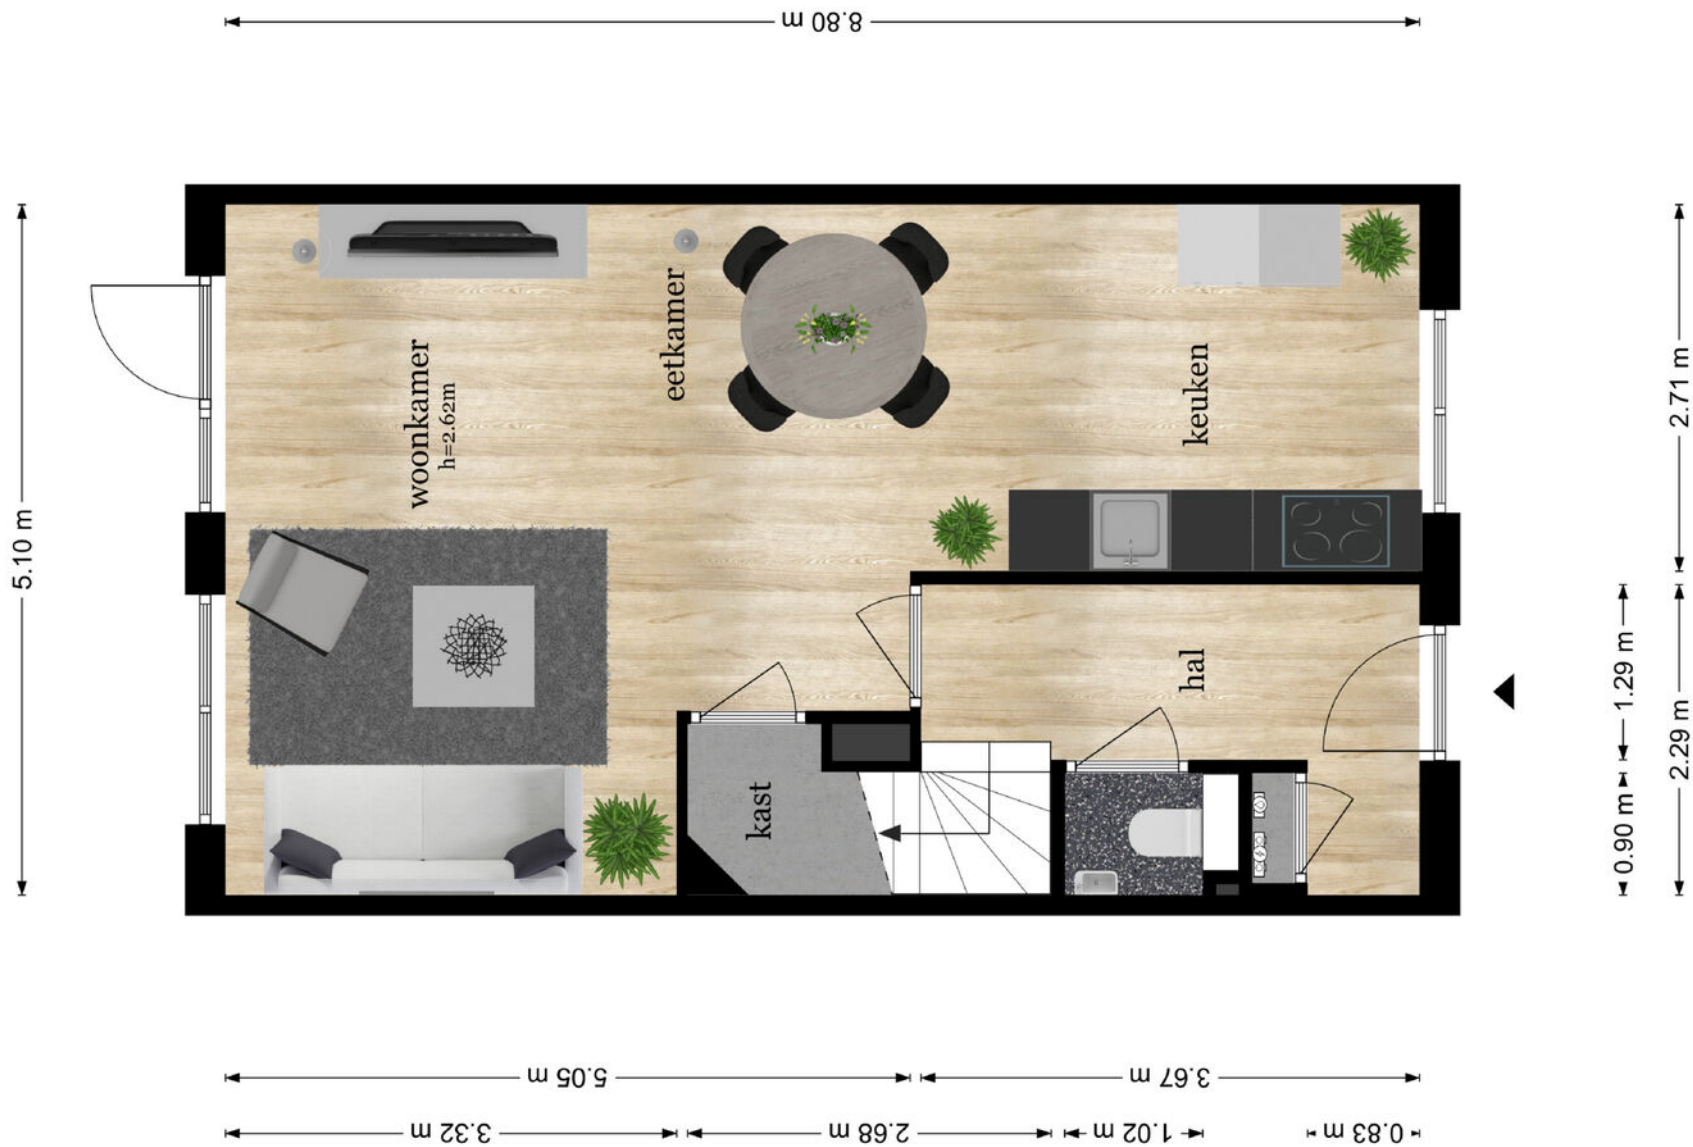 8.80 m
5.10 m
woonkamer
h=2.62m
eetkamer
keuken
hal
kast
2.71 m
1.29 m
2.29 m
0.90 m
5.05 m
3.67 m
3.32 m
2.68 m
1.02 m
0.83 m